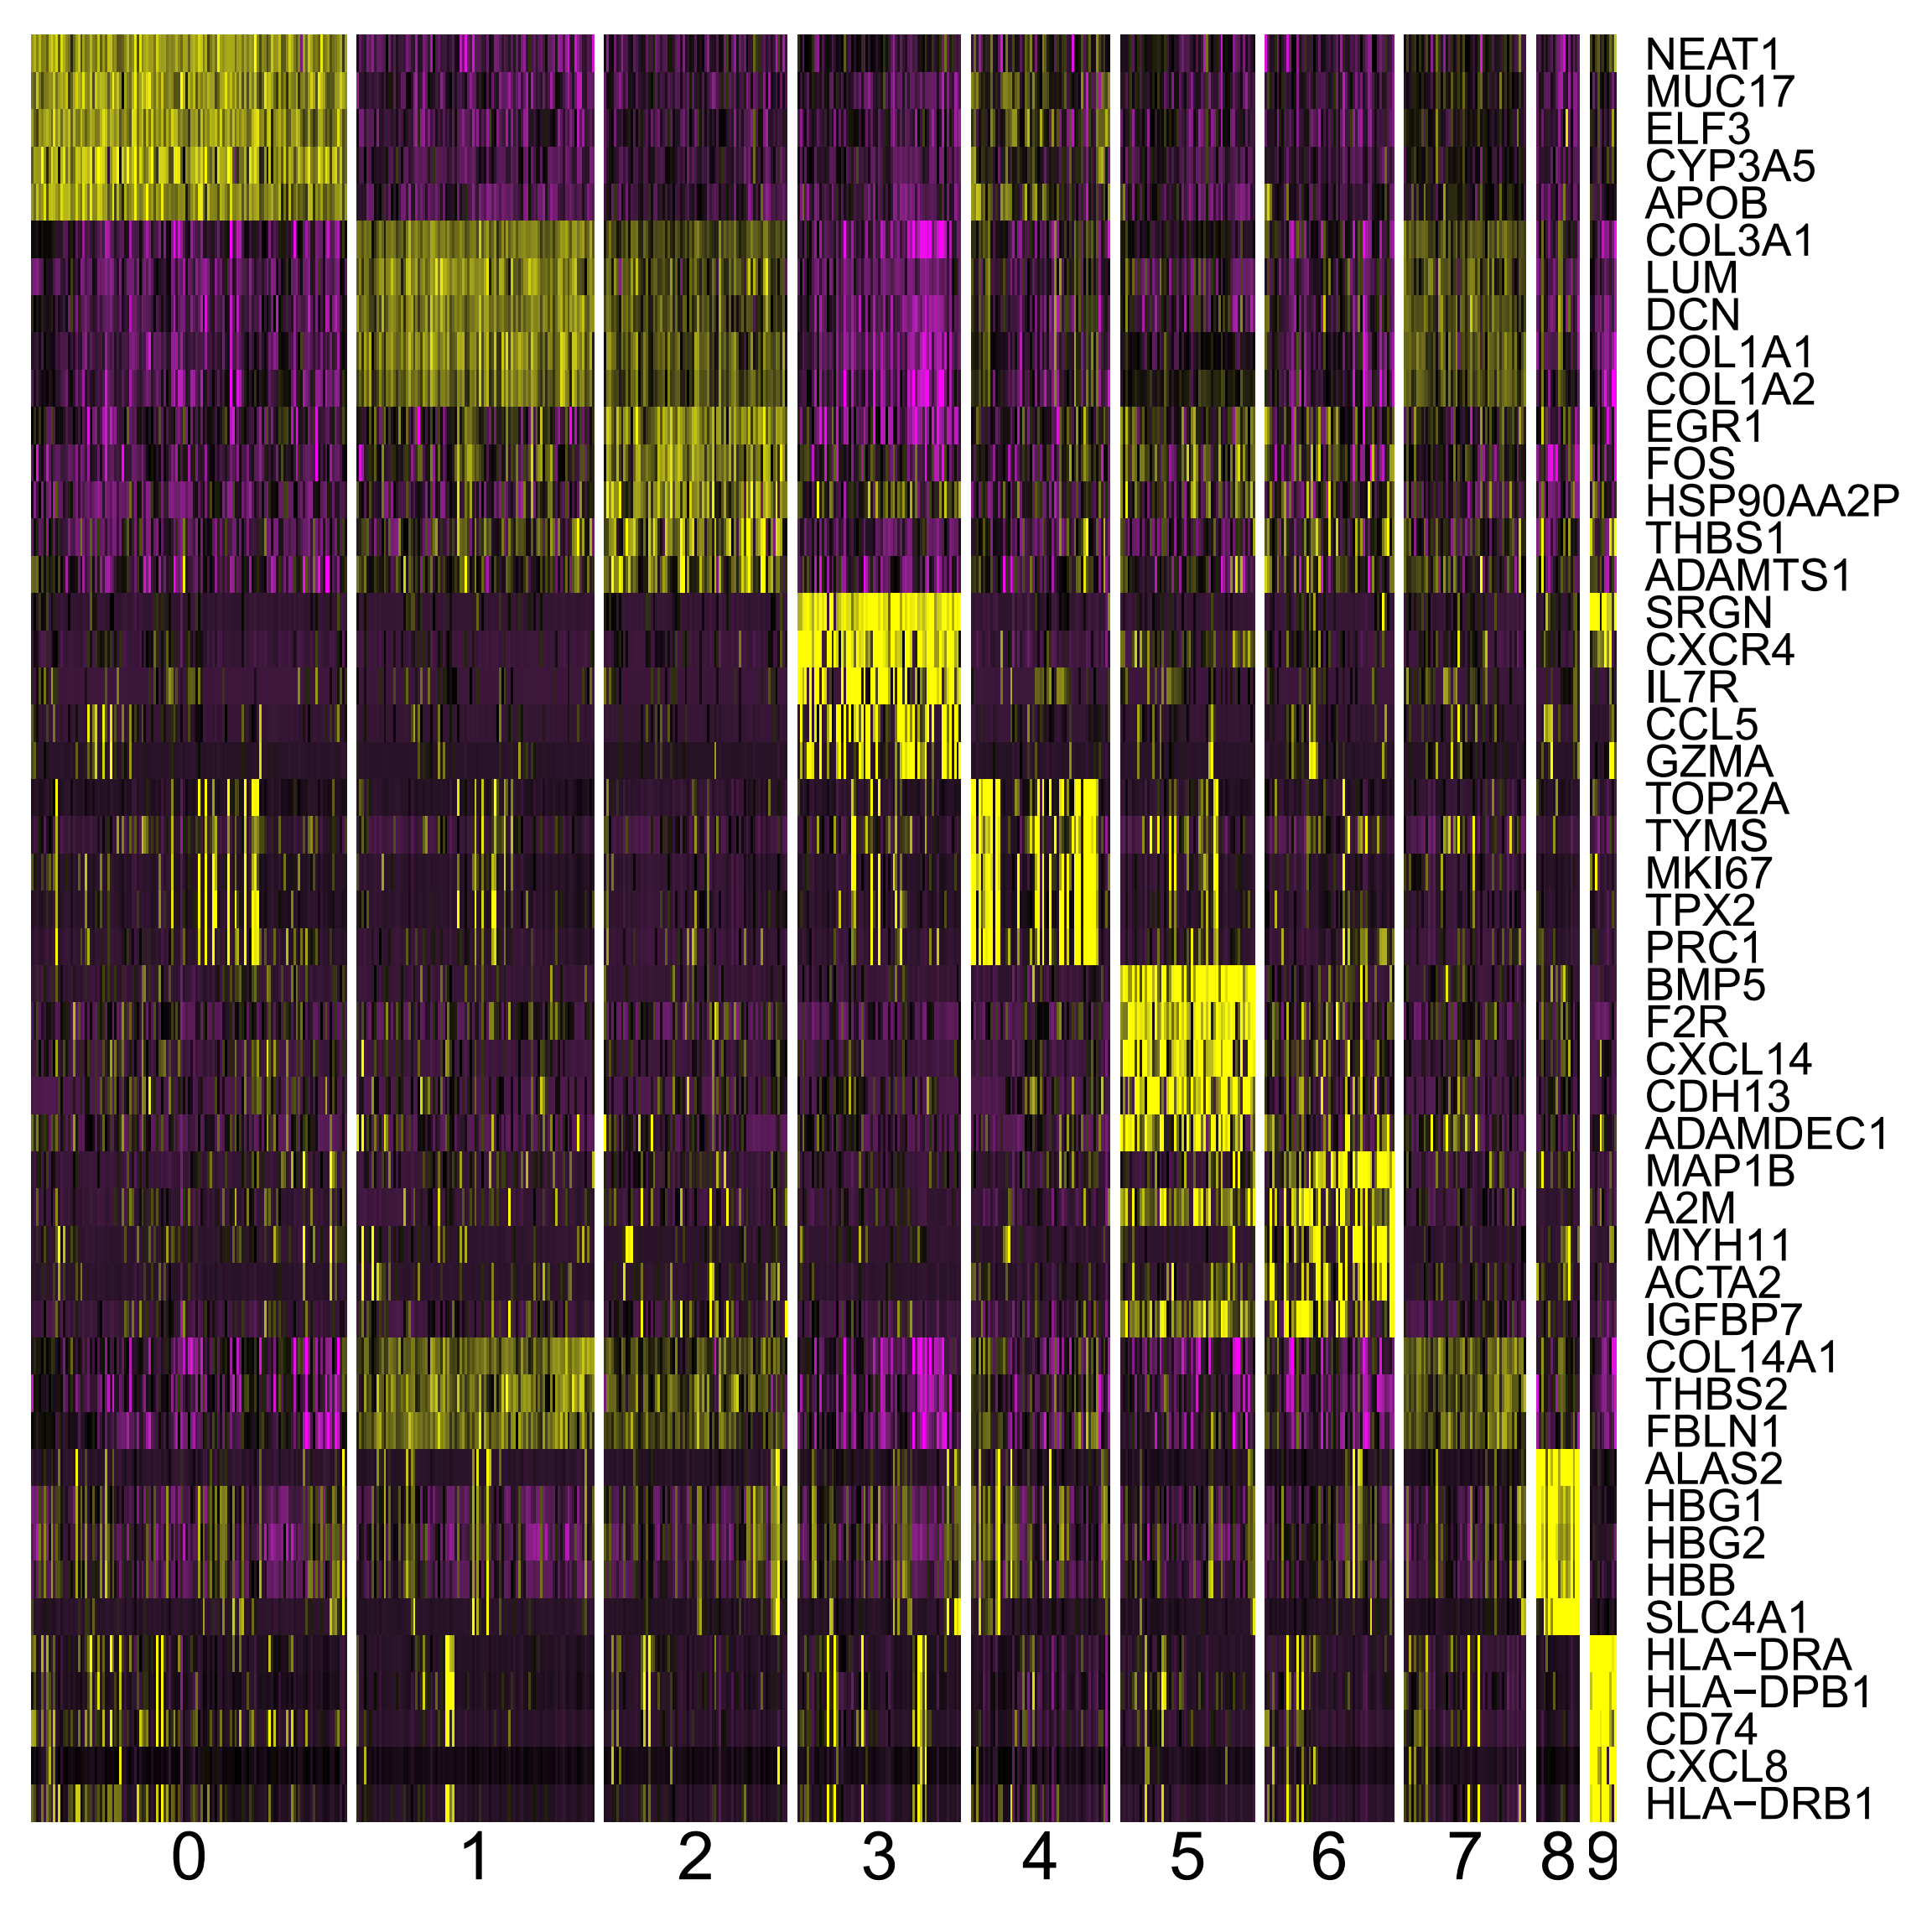 NEAT1
MUC17
ELF3
CYP3A5
APOB
COL3A1
LUM
DCN
COL1A1
COL1A2
EGR1
FOS
HSP90AA2P
THBS1
ADAMTS1
SRGN
CXCR4
IL7R
CCL5
GZMA
TOP2A
TYMS
MKI67
TPX2
PRC1
BMP5
F2R
CXCL14
CDH13
ADAMDEC1
MAP1B
A2M
MYH11
ACTA2
IGFBP7
COL14A1
THBS2
FBLN1
ALAS2
HBG1
HBG2
HBB
SLC4A1
HLA-DRA
HLA-DPB1
CD74
CXCL8
HLA-DRB1
0 1 2 3 4 5 6 7 8 9